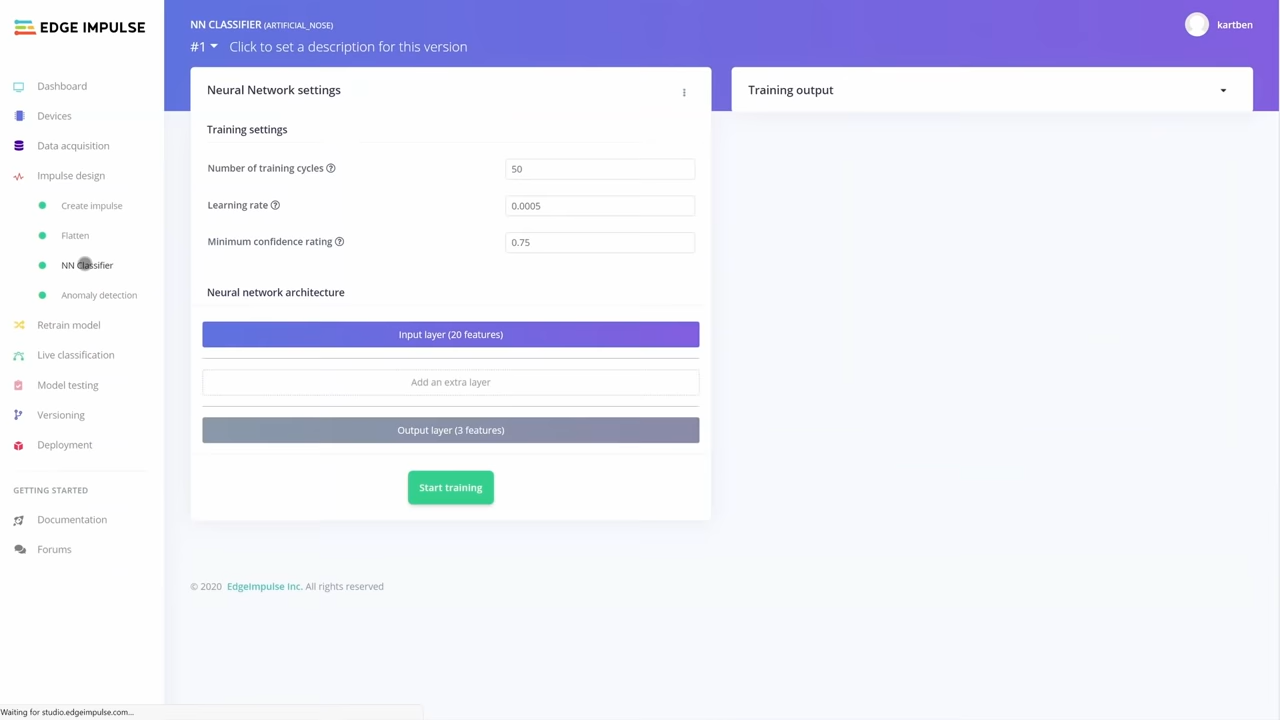 EDGE IMPULSE
Dashboard
Devices
Data acquisition
Impulse design
Create impulse
Flatten
NN Classifier
Anomaly detection
Retrain model
Live classification
Model testing
Versioning
Deployment
GETTING STARTED
Documentation
Forums
NN CLASSIFIER (ARTIFICIAL_NOSE)
#1 Click to set a description for this version
kartben
Neural Network settings
Training settings
Number of training cycles ? 50
Learning rate ? 0.0005
Minimum confidence rating ? 0.75
Neural network architecture
Input layer (20 features)
Add an extra layer
Output layer (3 features)
Start training
Training output
© 2020 EdgeImpulse Inc. All rights reserved
Waiting for studio.edgeimpulse.com...